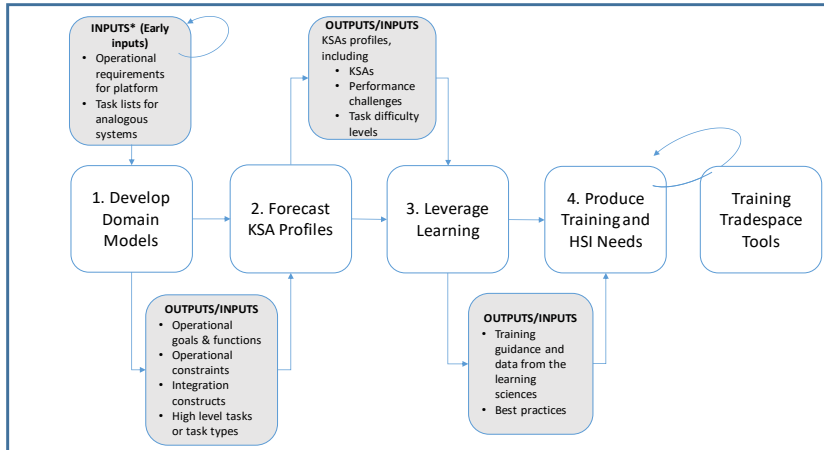 INPUTS* (Early
inputs)
• Operational
requirements
for platform
• Task lists for
analogous
systems
OUTPUTS/INPUTS
KSAs profiles,
including
• KSAs
• Performance
challenges
• Task difficulty
levels
1. Develop
Domain
Models
2. Forecast
KSA Profiles
3. Leverage
Learning
4. Produce
Training and
HSI Needs
Training
Tradespace
Tools
OUTPUTS/INPUTS
• Operational
goals & functions
• Operational
constraints
• Integration
constructs
• High level tasks
or task types
OUTPUTS/INPUTS
• Training
guidance and
data from the
learning
sciences
• Best practices